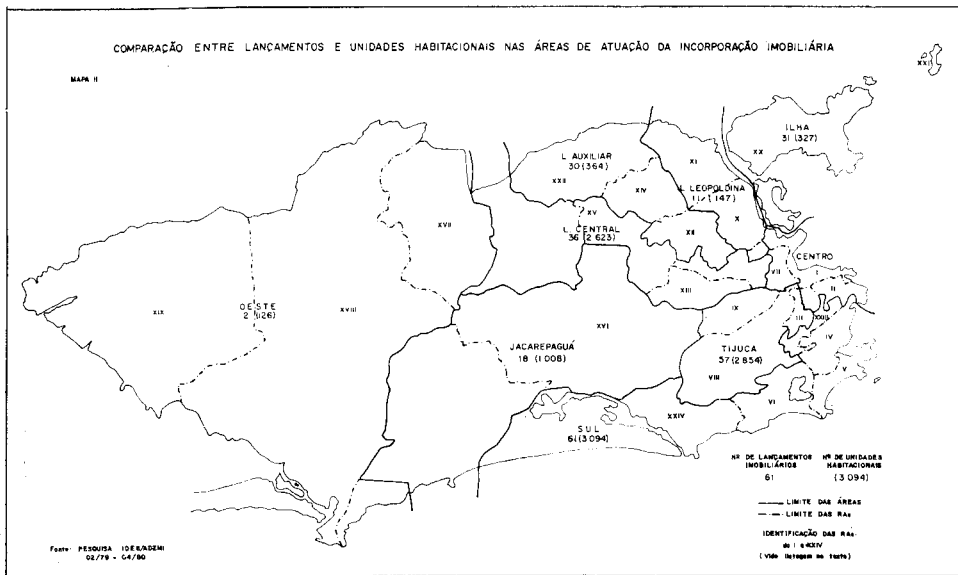 COMPARAÇÃO ENTRE LANÇAMENTOS E UNIDADES HABITACIONAIS NAS ÁREAS DE ATUAÇÃO DA INCORPORAÇÃO IMOBILIÁRIA
MAPA II
XXI
ILHA
31 (327)
XX
L AUXILIAR
30 (364)
XXII
XI
XIV
L. LEOPOLDINA
XVII
XV
L. CENTRAL
36 (2 623)
XII
X
CENTRO
VII
I
II
XIII
IX
III
XXIII
IV
XIX
OESTE
2 (126)
XVIII
XVI
JACAREPAGUÁ
18 (1 008)
TIJUCA
57 (2 854)
VIII
V
VI
XXIV
SUL
61 (3 094)
Nº DE LANÇAMENTOS
IMOBILIÁRIOS
61
Nº DE UNIDADES
HABITACIONAIS
(3 094)
LIMITE DAS ÁREAS
LIMITE DAS RAs
IDENTIFICAÇÃO DAS RAs
de I a XXIV
(Vide listagem no texto)
Fonte: PESQUISA IDEB/ADEMI
02/79 - 04/80